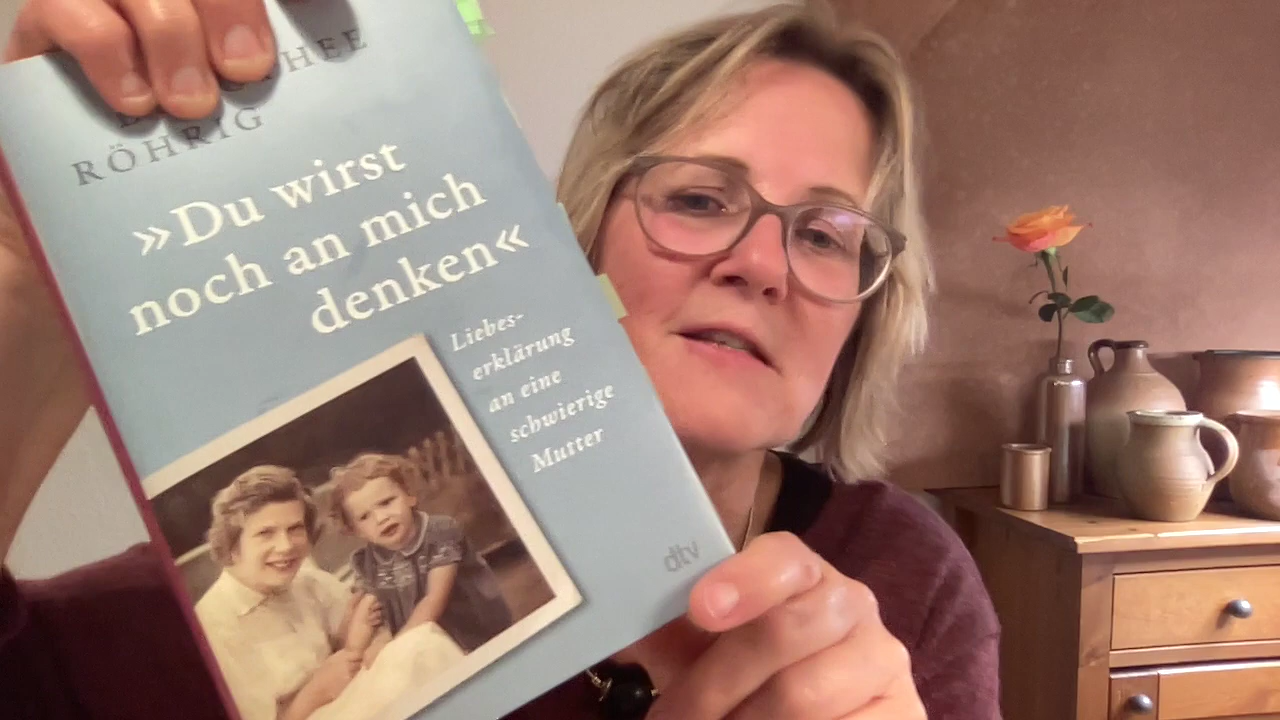 RÖHRIG
»Du wirst
noch an mich
denken«
Liebes-
erklärung
an eine
schwierige
Mutter
dtv